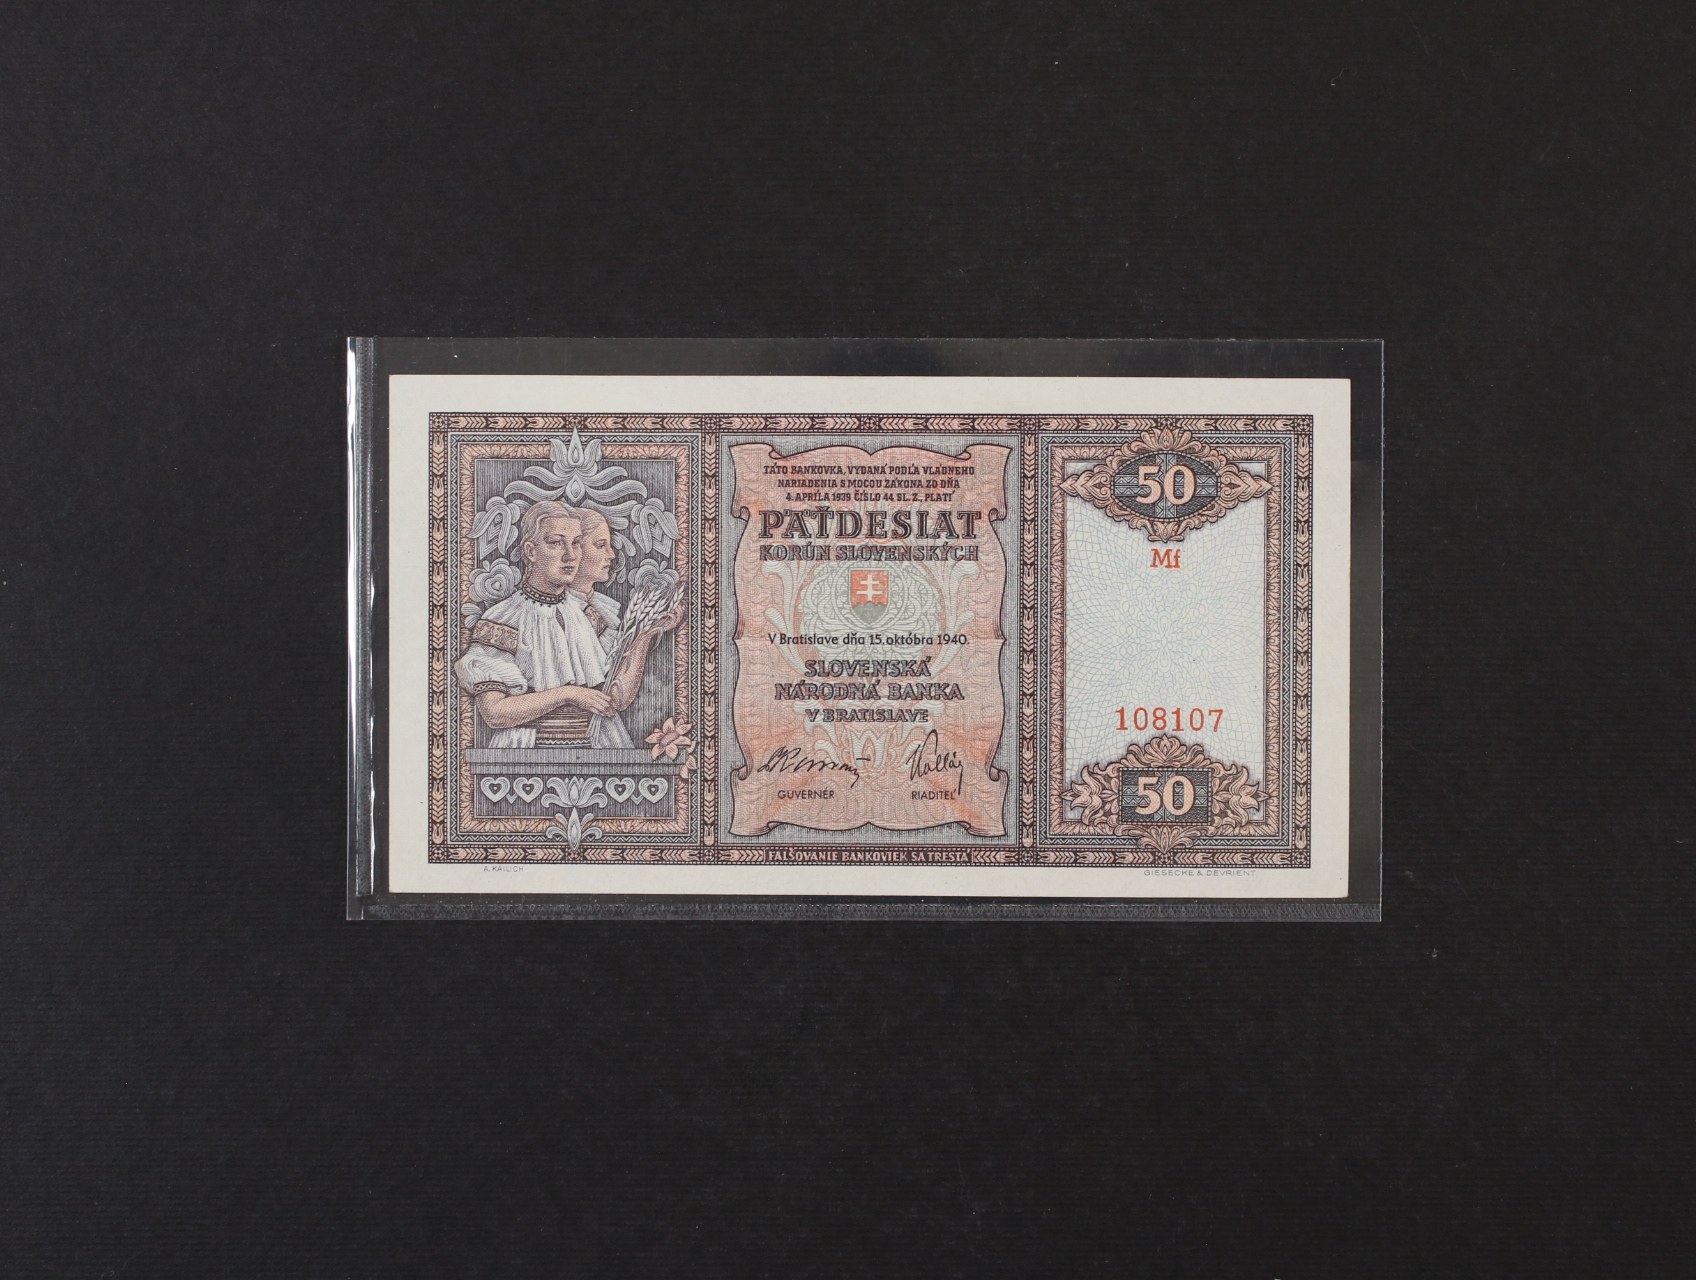 TÁTO BANKOVKA, VYDANÁ PODĽA VLÁDNEHO
NARIADENIA S MOCOU ZÁKONA ZO DŇA
4. APRÍLA 1939 ČÍSLO 44 SL. Z., PLATÍ
PÄŤDESIAT
KORÚN SLOVENSKÝCH
V Bratislave dňa 15. októbra 1940.
SLOVENSKÁ
NÁRODNÁ BANKA
V BRATISLAVE
GUVERNÉR
RIADITEĽ
FALŠOVANIE BANKOVIEK SA TRESTÁ
50
Mf
108107
50
A. KAILICH
GIESECKE & DEVRIENT